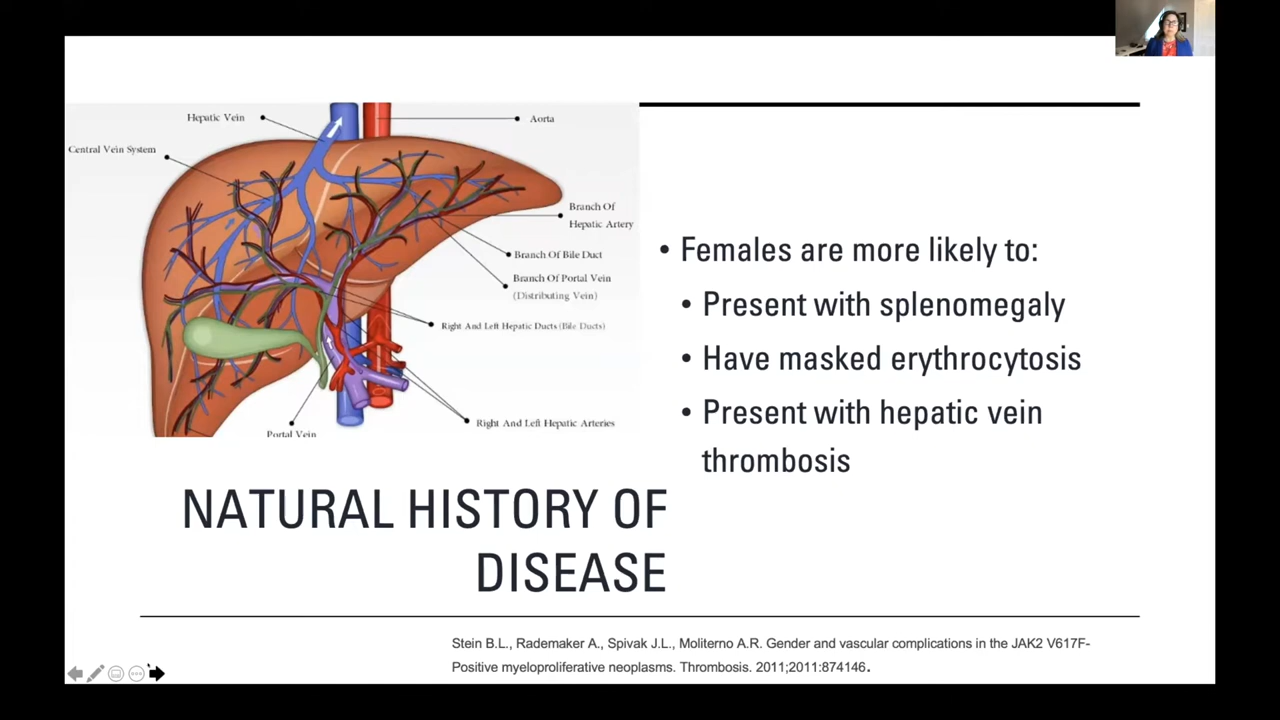 Hepatic Vein
Aorta
Central Vein System
Branch Of
Hepatic Artery
Branch Of Bile Duct
Branch Of Portal Vein
(Distributing Vein)
Right And Left Hepatic Ducts (Bile Ducts)
Right And Left Hepatic Arteries
Portal Vein
• Females are more likely to:
• Present with splenomegaly
• Have masked erythrocytosis
• Present with hepatic vein
thrombosis
NATURAL HISTORY OF
DISEASE
Stein B.L., Rademaker A., Spivak J.L., Moliterno A.R. Gender and vascular complications in the JAK2 V617F-
Positive myeloproliferative neoplasms. Thrombosis. 2011;2011:874146.